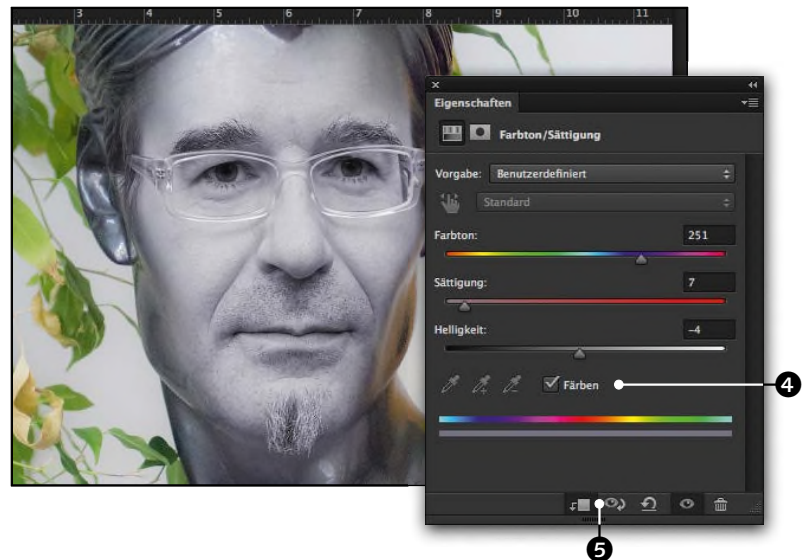 3 4 5 6 7 8 9 10 11
Eigenschaften
Farbton/Sättigung
Vorgabe: Benutzerdefiniert
Standard
Farbton: 251
Sättigung: 7
Helligkeit: –4
Färben
4
5